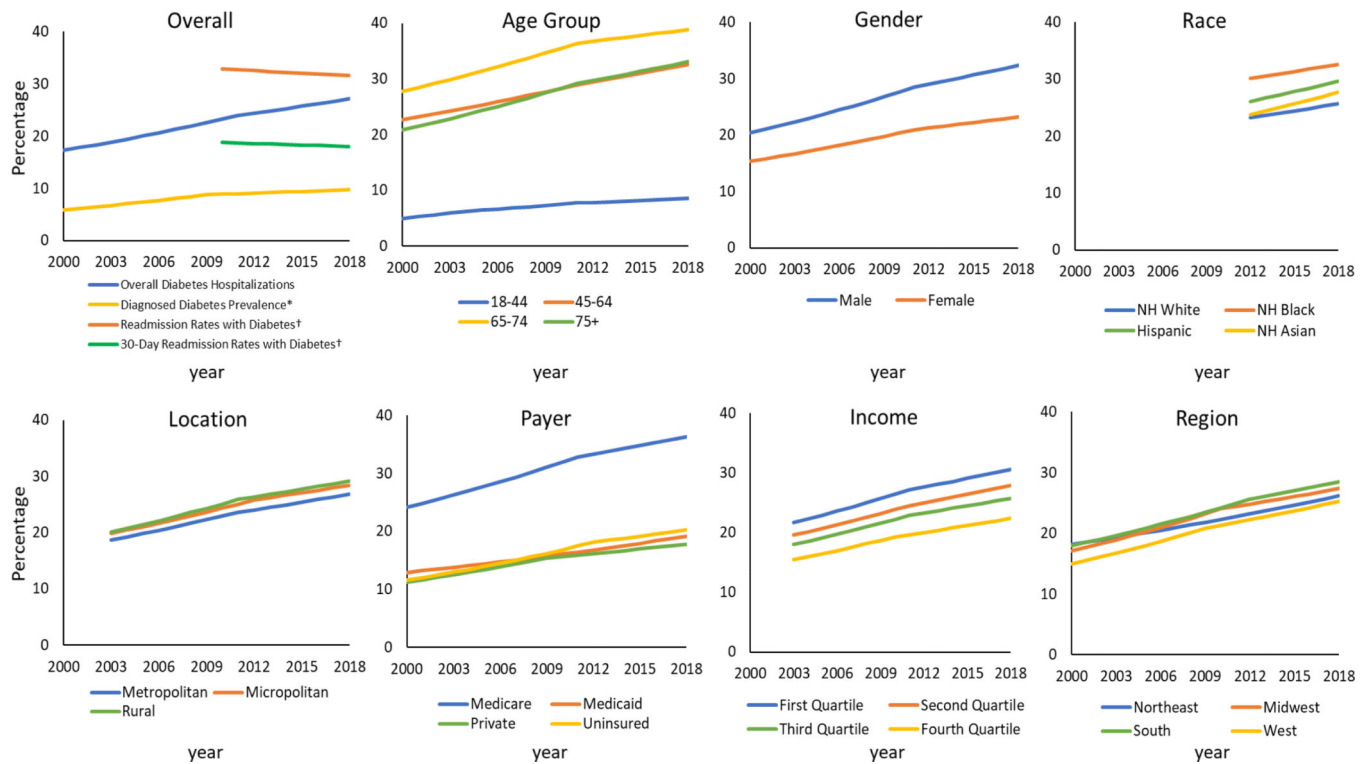 Overall
Percentage
40
30
20
10
0
2000 2003 2006 2009 2012 2015 2018
Overall Diabetes Hospitalizations
Diagnosed Diabetes Prevalence*
Readmission Rates with Diabetes†
30-Day Readmission Rates with Diabetes†
year
Age Group
40
30
20
10
0
2000 2003 2006 2009 2012 2015 2018
18-44 45-64
65-74 75+
year
Gender
40
30
20
10
0
2000 2003 2006 2009 2012 2015 2018
Male Female
year
Race
40
30
20
10
0
2000 2003 2006 2009 2012 2015 2018
NH White NH Black
Hispanic NH Asian
year
Location
Percentage
40
30
20
10
0
2000 2003 2006 2009 2012 2015 2018
Metropolitan Micropolitan
Rural
year
Payer
40
30
20
10
0
2000 2003 2006 2009 2012 2015 2018
Medicare Medicaid
Private Uninsured
year
Income
40
30
20
10
0
2000 2003 2006 2009 2012 2015 2018
First Quartile Second Quartile
Third Quartile Fourth Quartile
year
Region
40
30
20
10
0
2000 2003 2006 2009 2012 2015 2018
Northeast Midwest
South West
year